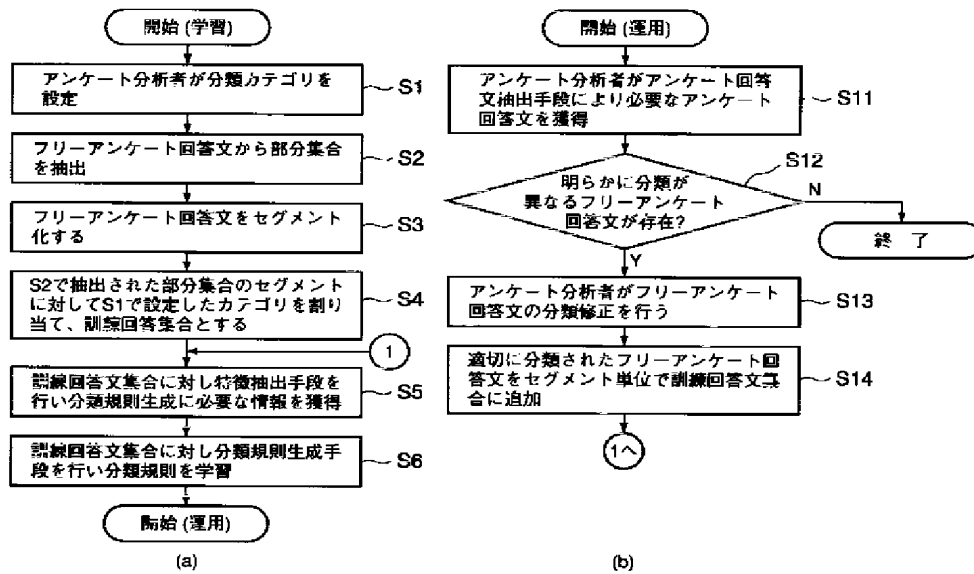 開始 (学習)
アンケート分析者が分類カテゴリを
設定
S1
フリーアンケート回答文から部分集合
を抽出
S2
フリーアンケート回答文をセグメント
化する
S3
S2で抽出された部分集合のセグメント
に対してS1で設定したカテゴリを割り
当て、訓練回答集合とする
S4
1
訓練回答文集合に対し特徴抽出手段を
行い分類規則生成に必要な情報を獲得
S5
訓練回答文集合に対し分類規則生成手
段を行い分類規則を学習
S6
開始 (運用)
(a)
開始 (運用)
アンケート分析者がアンケート回答
文抽出手段により必要なアンケート
回答文を獲得
S11
S12
明らかに分類が
異なるフリーアンケート
回答文が存在?
N
終 了
Y
アンケート分析者がフリーアンケート
回答文の分類修正を行う
S13
適切に分類されたフリーアンケート回
答文をセグメント単位で訓練回答文集
合に追加
S14
1へ
(b)